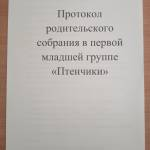 Протокол
родительского
собрания в первой
младшей группе
«Птенчики»